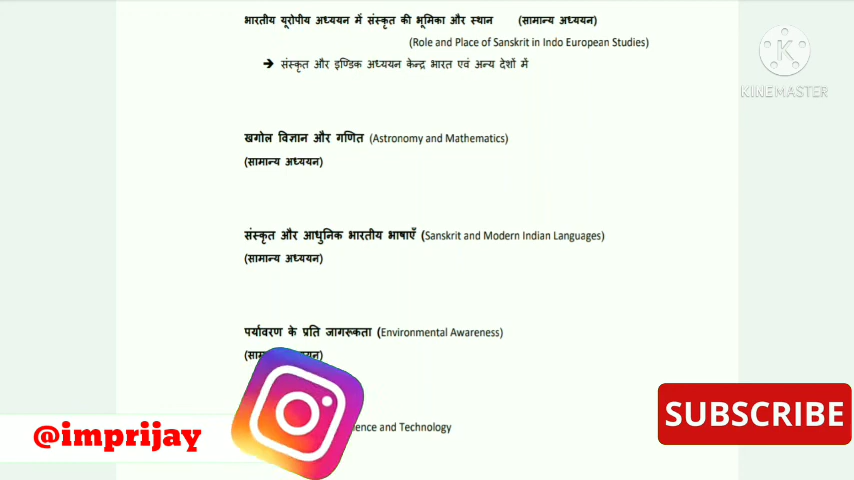 भारतीय यूरोपीय अध्ययन में संस्कृत की भूमिका और स्थान (सामान्य अध्ययन)
(Role and Place of Sanskrit in Indo European Studies)
➔ संस्कृत और इण्डिक अध्ययन केन्द्र भारत एवं अन्य देशों में
KINEMASTER
खगोल विज्ञान और गणित (Astronomy and Mathematics)
(सामान्य अध्ययन)
संस्कृत और आधुनिक भारतीय भाषाएँ (Sanskrit and Modern Indian Languages)
(सामान्य अध्ययन)
पर्यावरण के प्रति जागरूकता (Environmental Awareness)
and Technology
@imprijay
SUBSCRIBE